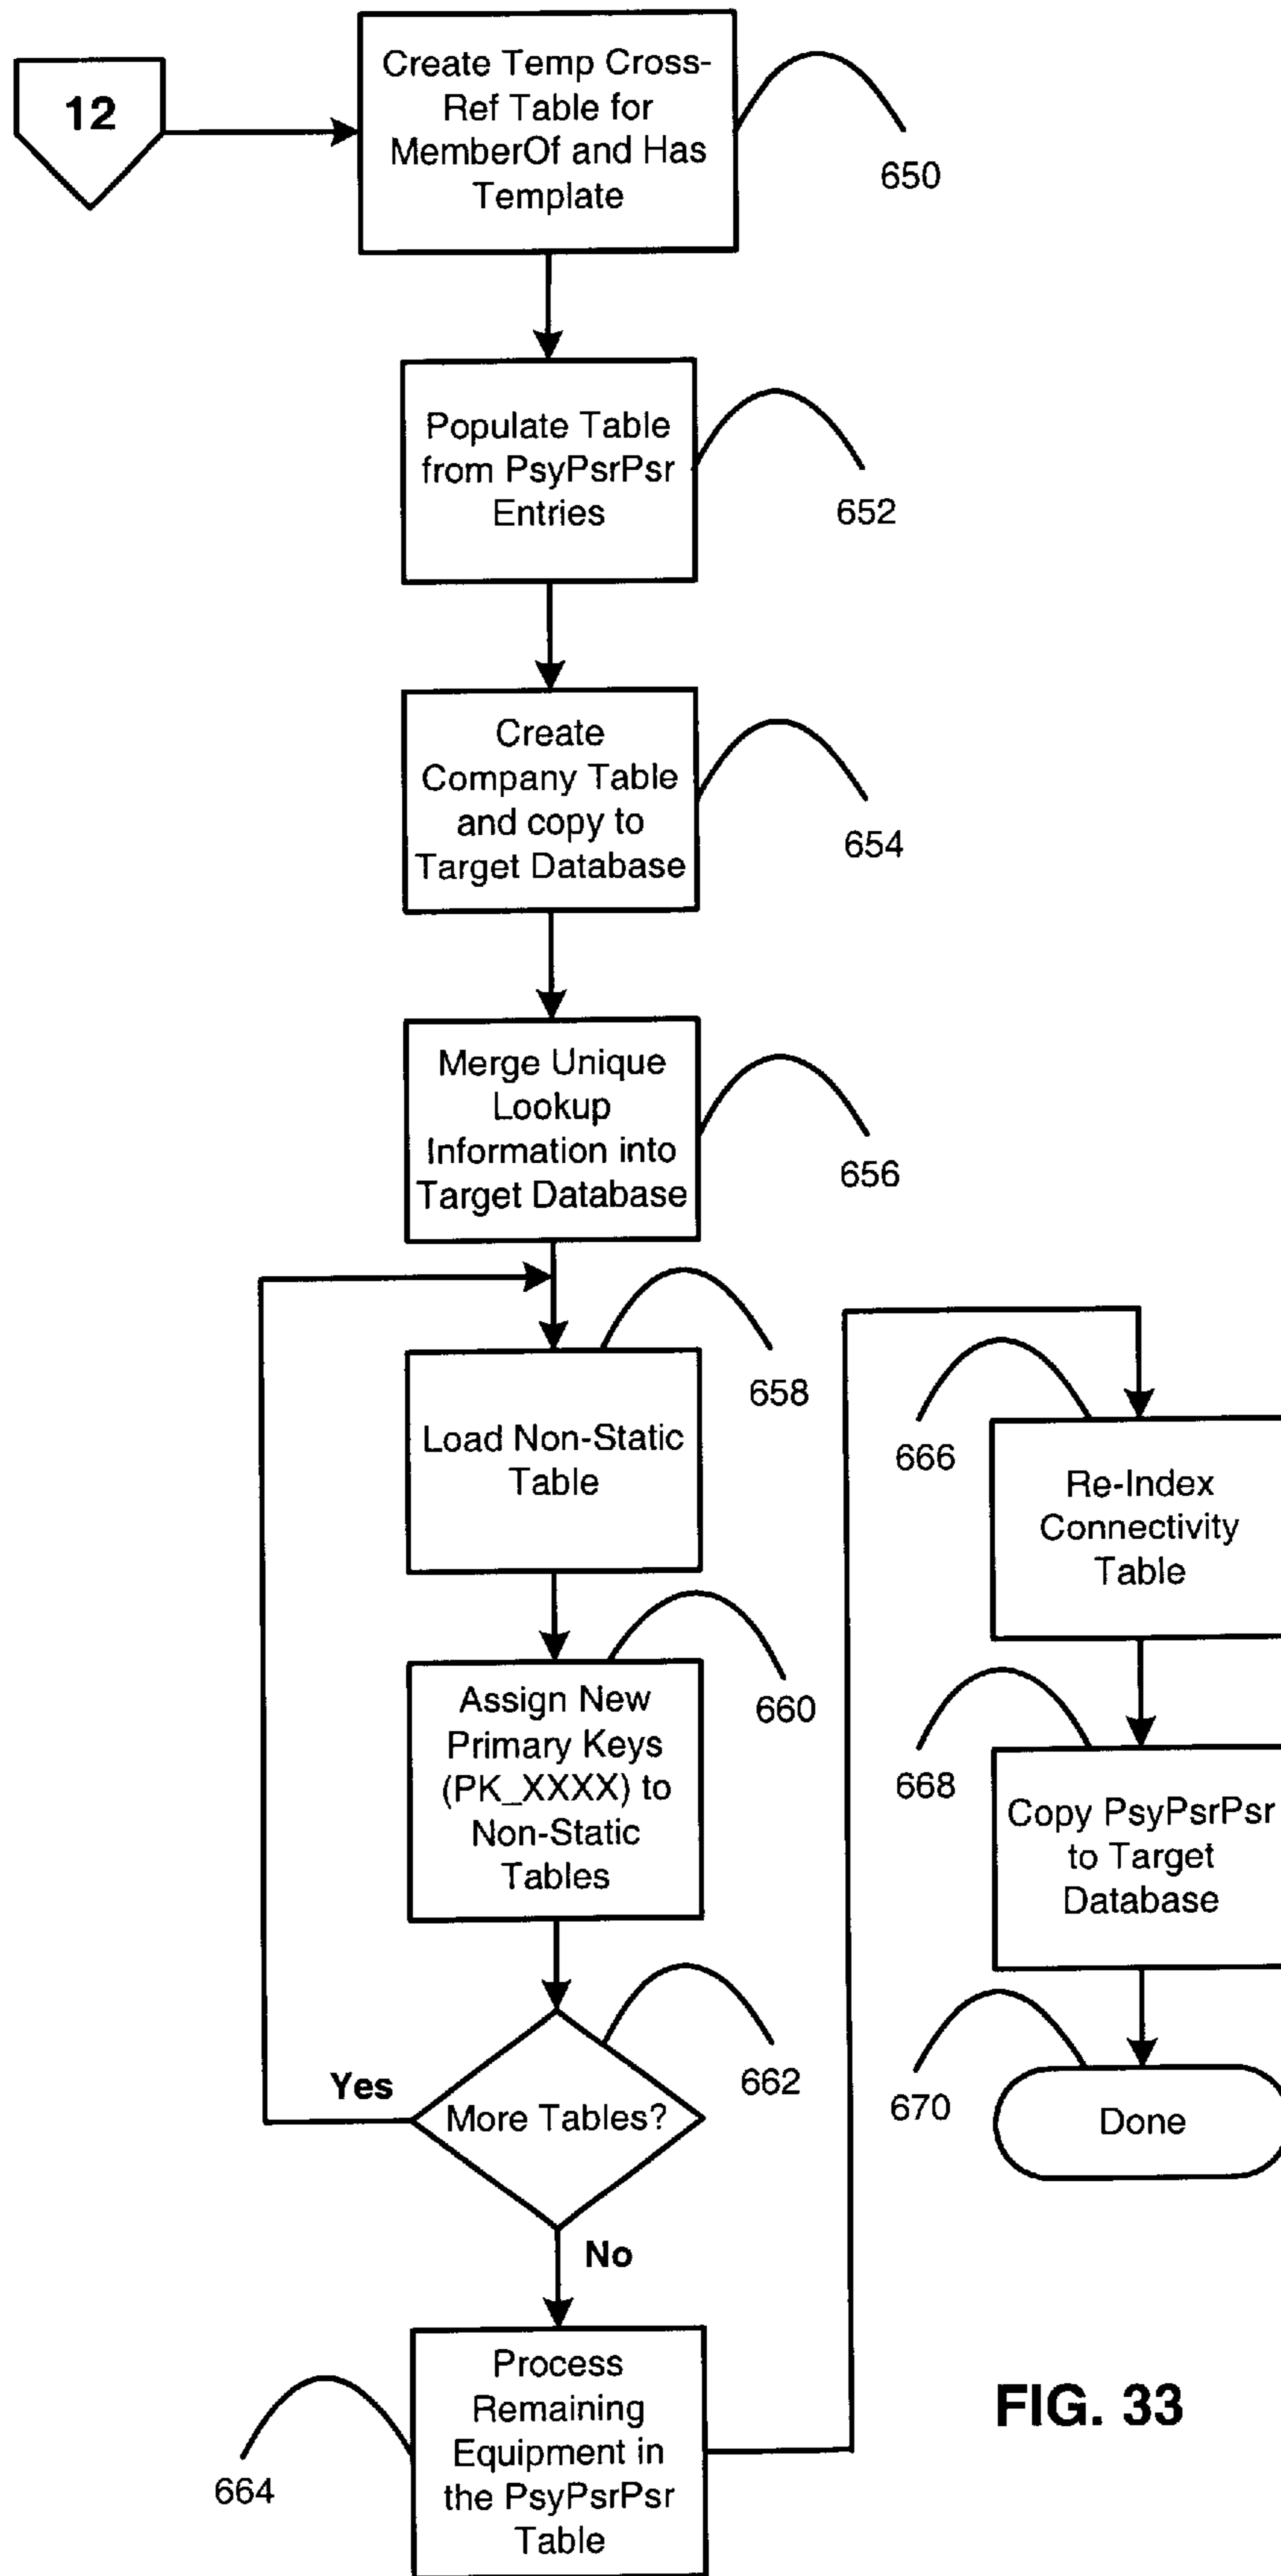 12
Create Temp Cross-
Ref Table for
MemberOf and Has
Template
650
Populate Table
from PsyPsrPsr
Entries
652
Create
Company Table
and copy to
Target Database
654
Merge Unique
Lookup
Information into
Target Database
656
Load Non-Static
Table
658
Assign New
Primary Keys
(PK_XXXX) to
Non-Static
Tables
660
More Tables?
662
Yes
No
Process
Remaining
Equipment in
the PsyPsrPsr
Table
664
Re-Index
Connectivity
Table
666
Copy PsyPsrPsr
to Target
Database
668
Done
670
FIG. 33